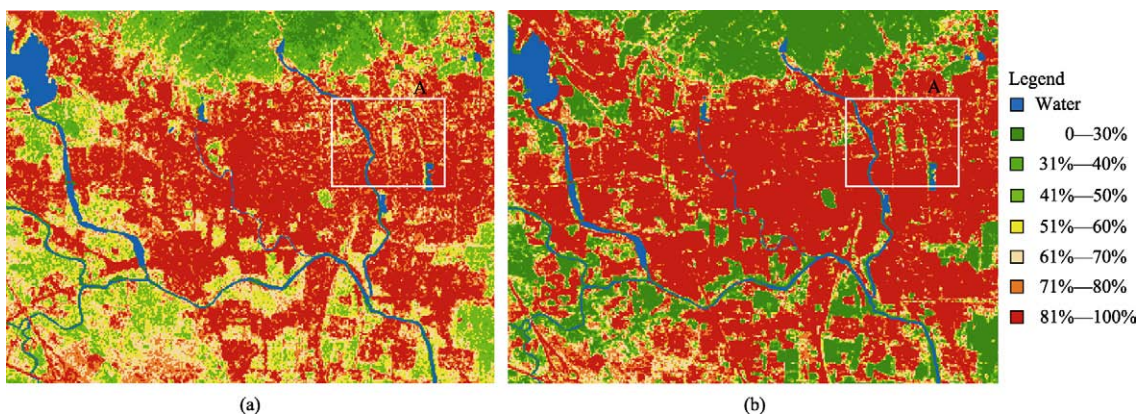 A
A
Legend
Water
0—30%
31%—40%
41%—50%
51%—60%
61%—70%
71%—80%
81%—100%
(a)
(b)